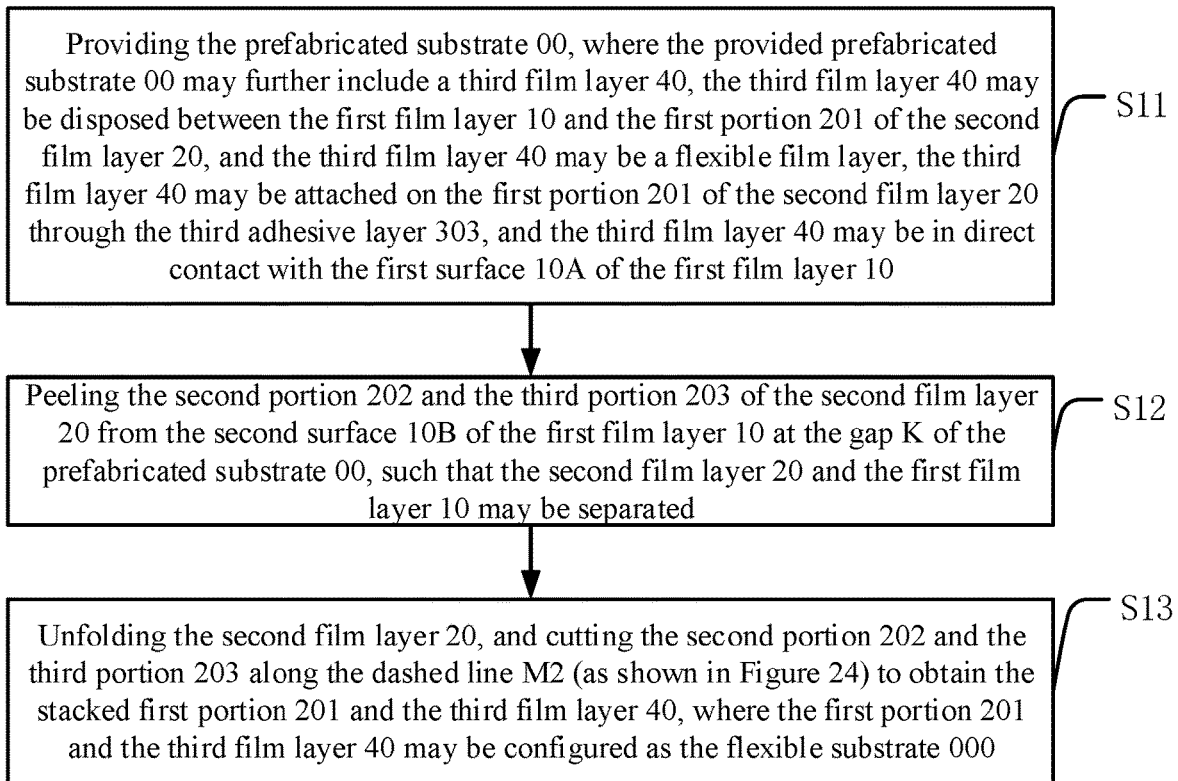 Providing the prefabricated substrate 00, where the provided prefabricated
substrate 00 may further include a third film layer 40, the third film layer 40 may
be disposed between the first film layer 10 and the first portion 201 of the second
film layer 20, and the third film layer 40 may be a flexible film layer, the third
film layer 40 may be attached on the first portion 201 of the second film layer 20
through the third adhesive layer 303, and the third film layer 40 may be in direct
contact with the first surface 10A of the first film layer 10
S11
Peeling the second portion 202 and the third portion 203 of the second film layer
20 from the second surface 10B of the first film layer 10 at the gap K of the
prefabricated substrate 00, such that the second film layer 20 and the first film
layer 10 may be separated
S12
Unfolding the second film layer 20, and cutting the second portion 202 and the
third portion 203 along the dashed line M2 (as shown in Figure 24) to obtain the
stacked first portion 201 and the third film layer 40, where the first portion 201
and the third film layer 40 may be configured as the flexible substrate 000
S13